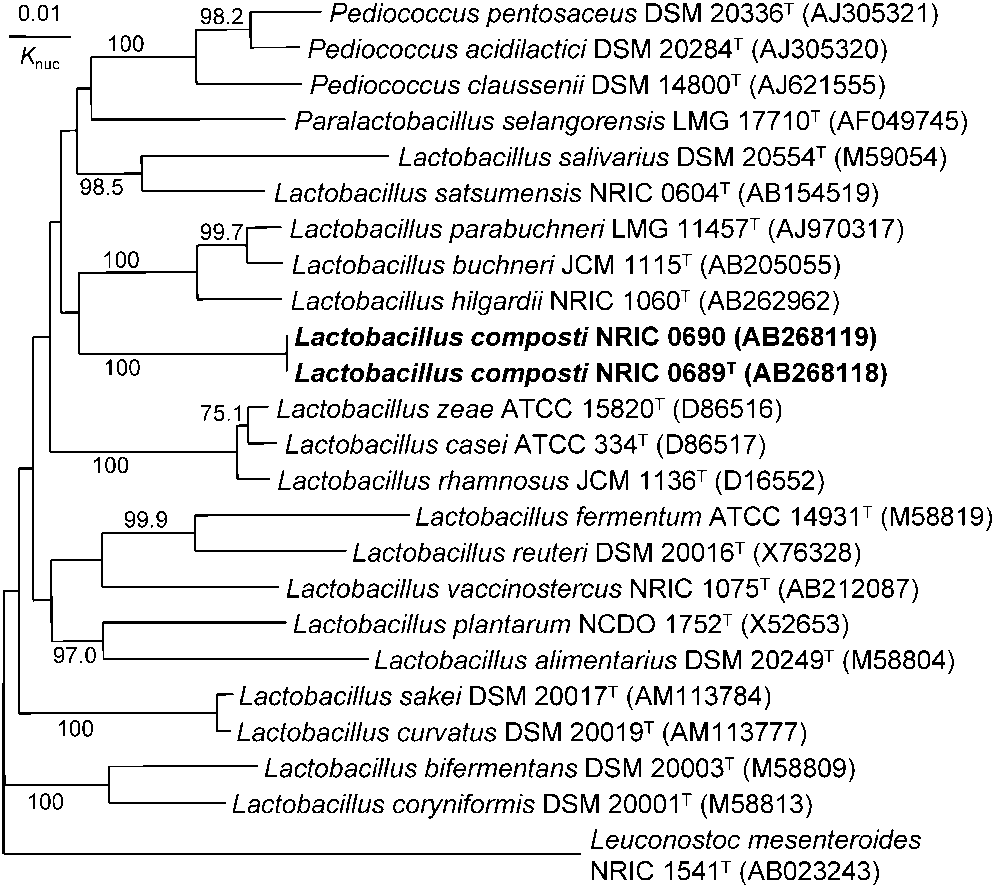 0.01
Knuc
98.2
Pediococcus pentosaceus DSM 20336T (AJ305321)
100
Pediococcus acidilactici DSM 20284T (AJ305320)
Pediococcus claussenii DSM 14800T (AJ621555)
Paralactobacillus selangorensis LMG 17710T (AF049745)
Lactobacillus salivarius DSM 20554T (M59054)
98.5
Lactobacillus satsumensis NRIC 0604T (AB154519)
99.7
Lactobacillus parabuchneri LMG 11457T (AJ970317)
100
Lactobacillus buchneri JCM 1115T (AB205055)
Lactobacillus hilgardii NRIC 1060T (AB262962)
Lactobacillus composti NRIC 0690 (AB268119)
100
Lactobacillus composti NRIC 0689T (AB268118)
75.1
Lactobacillus zeae ATCC 15820T (D86516)
Lactobacillus casei ATCC 334T (D86517)
100
Lactobacillus rhamnosus JCM 1136T (D16552)
99.9
Lactobacillus fermentum ATCC 14931T (M58819)
Lactobacillus reuteri DSM 20016T (X76328)
Lactobacillus vaccinostercus NRIC 1075T (AB212087)
Lactobacillus plantarum NCDO 1752T (X52653)
97.0
Lactobacillus alimentarius DSM 20249T (M58804)
Lactobacillus sakei DSM 20017T (AM113784)
100
Lactobacillus curvatus DSM 20019T (AM113777)
Lactobacillus bifermentans DSM 20003T (M58809)
100
Lactobacillus coryniformis DSM 20001T (M58813)
Leuconostoc mesenteroides
NRIC 1541T (AB023243)